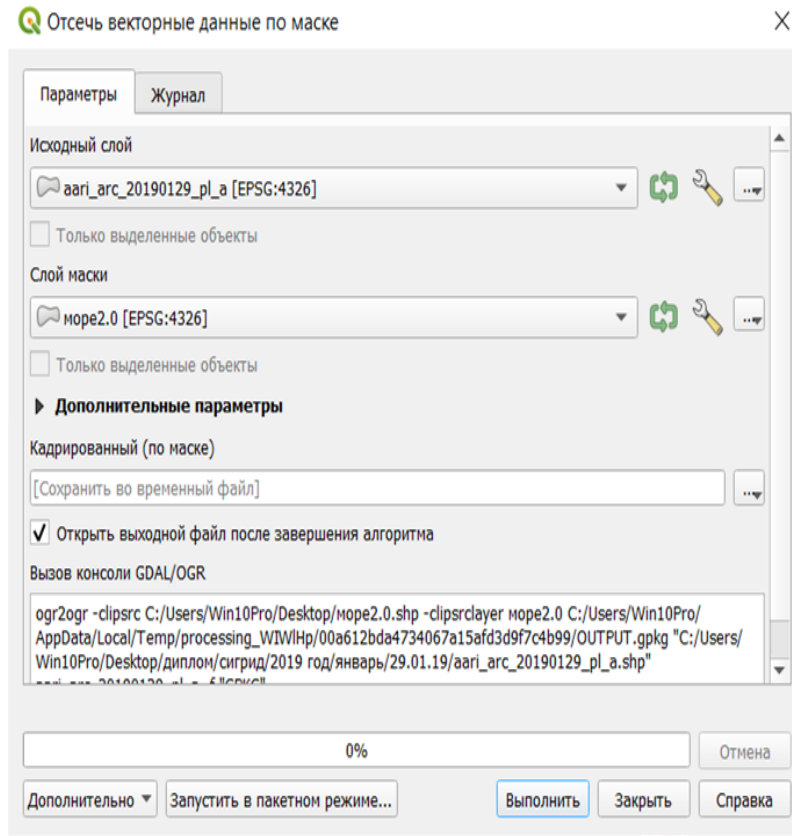 Отсечь векторные данные по маске
Параметры
Журнал
Исходный слой
aari_arc_20190129_pl_a [EPSG:4326]
Только выделенные объекты
Слой маски
море2.0 [EPSG:4326]
Только выделенные объекты
Дополнительные параметры
Кадрированный (по маске)
[Сохранить во временный файл]
Открыть выходной файл после завершения алгоритма
Вызов консоли GDAL/OGR
ogr2ogr -clipsrc C:/Users/Win10Pro/Desktop/море2.0.shp -clipsrclayer море2.0 C:/Users/Win10Pro/
AppData/Local/Temp/processing_WIWlHp/00a612bda4734067a15afd3d9f7c4b99/OUTPUT.gpkg "C:/Users/
Win10Pro/Desktop/диплом/сигрид/2019 год/январь/29.01.19/aari_arc_20190129_pl_a.shp"
aari_arc_20190129_pl_a -f "GPKG"
0%
Отмена
Дополнительно
Запустить в пакетном режиме...
Выполнить
Закрыть
Справка